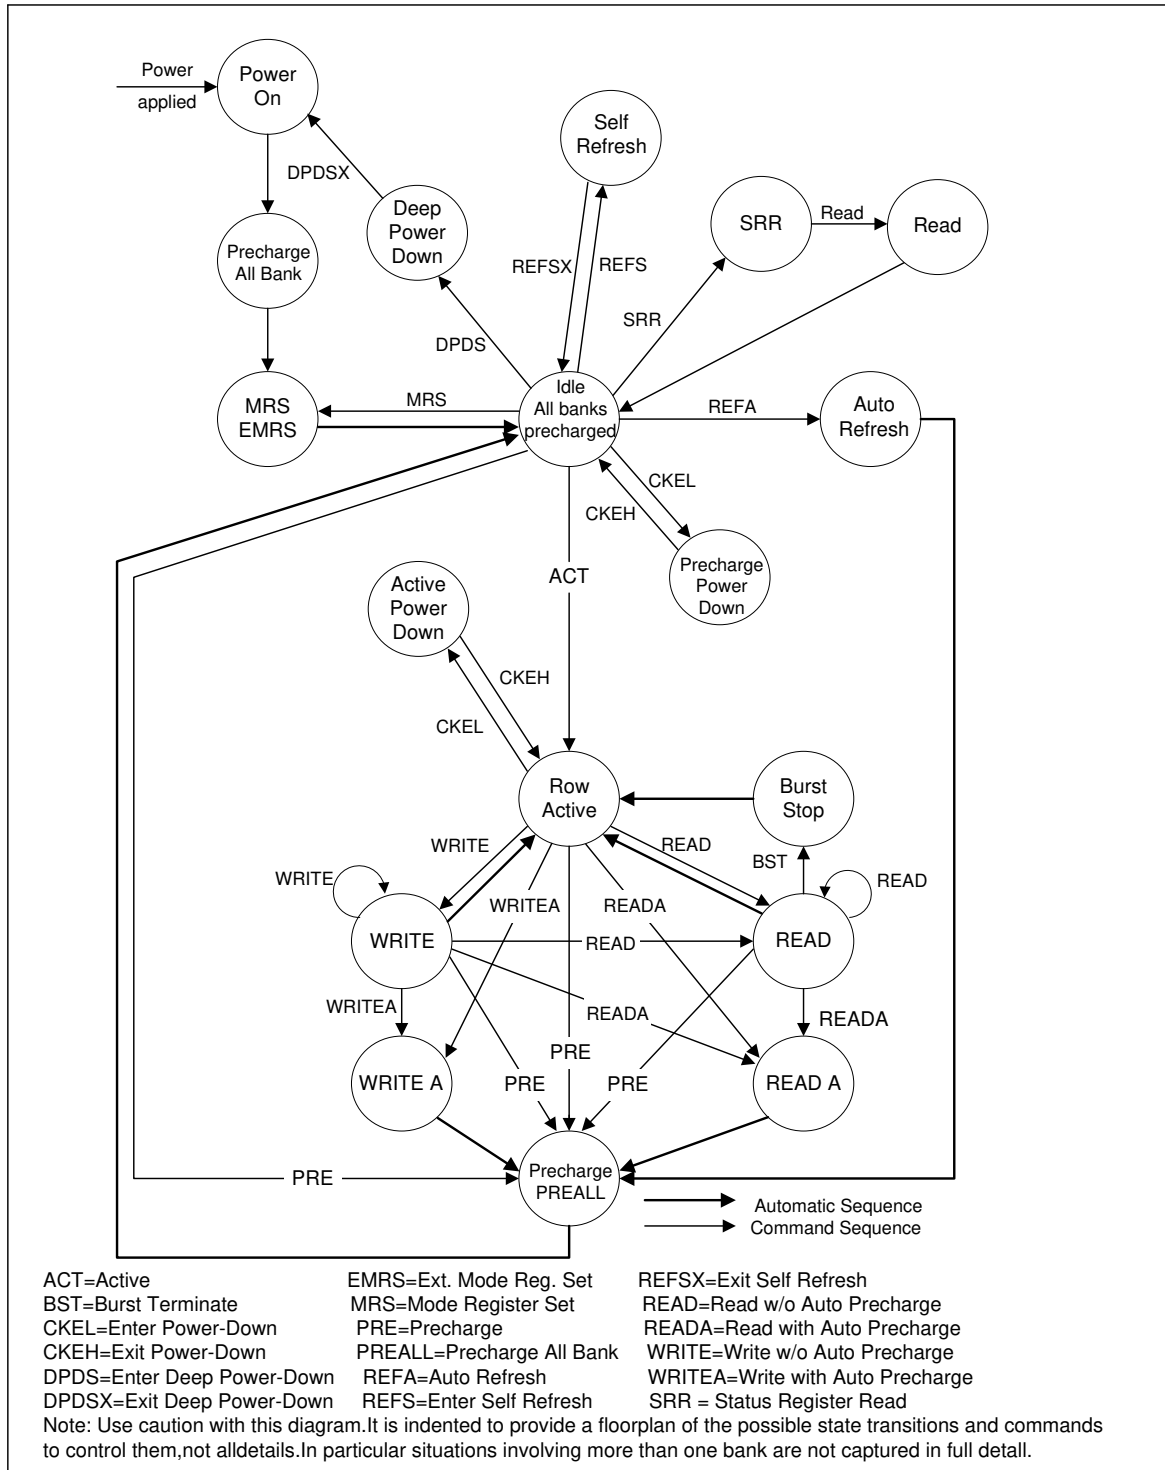 Power
applied
Power
On
Self
Refresh
DPDSX
Deep
Power
Down
SRR
Read
Read
Precharge
All Bank
REFSX
REFS
SRR
DPDS
MRS
EMRS
MRS
Idle
All banks
precharged
REFA
Auto
Refresh
CKEL
CKEH
ACT
Precharge
Power
Down
Active
Power
Down
CKEH
CKEL
Row
Active
Burst
Stop
WRITE
READ
BST
WRITE
READ
WRITEA
READA
WRITE
READ
READ
WRITEA
READA
READA
PRE
WRITE A
PRE
PRE
READ A
PRE
Precharge
PREALL
Automatic Sequence
Command Sequence
ACT=Active EMRS=Ext. Mode Reg. Set REFSX=Exit Self Refresh
BST=Burst Terminate MRS=Mode Register Set READ=Read w/o Auto Precharge
CKEL=Enter Power-Down PRE=Precharge READA=Read with Auto Precharge
CKEH=Exit Power-Down PREALL=Precharge All Bank WRITE=Write w/o Auto Precharge
DPDS=Enter Deep Power-Down REFA=Auto Refresh WRITEA=Write with Auto Precharge
DPDSX=Exit Deep Power-Down REFS=Enter Self Refresh SRR = Status Register Read
Note: Use caution with this diagram.It is indented to provide a floorplan of the possible state transitions and commands
to control them,not alldetails.In particular situations involving more than one bank are not captured in full detall.